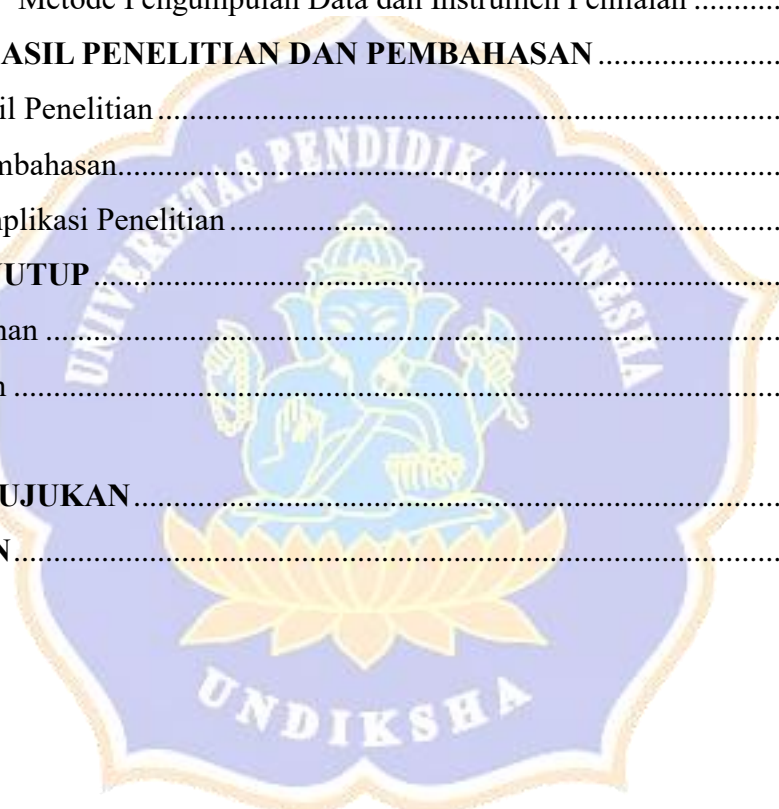 Metode Pengumpulan Data dan Instrumen Penilaian ...........
ASIL PENELITIAN DAN PEMBAHASAN ...........
il Penelitian ...........
mbahasan ...........
plikasi Penelitian ...........
UTUP ...........
an ...........
...........
UJUKAN ...........
N ...........
UNIVERSITAS PENDIDIKAN GANESHA
UNDIKSHA